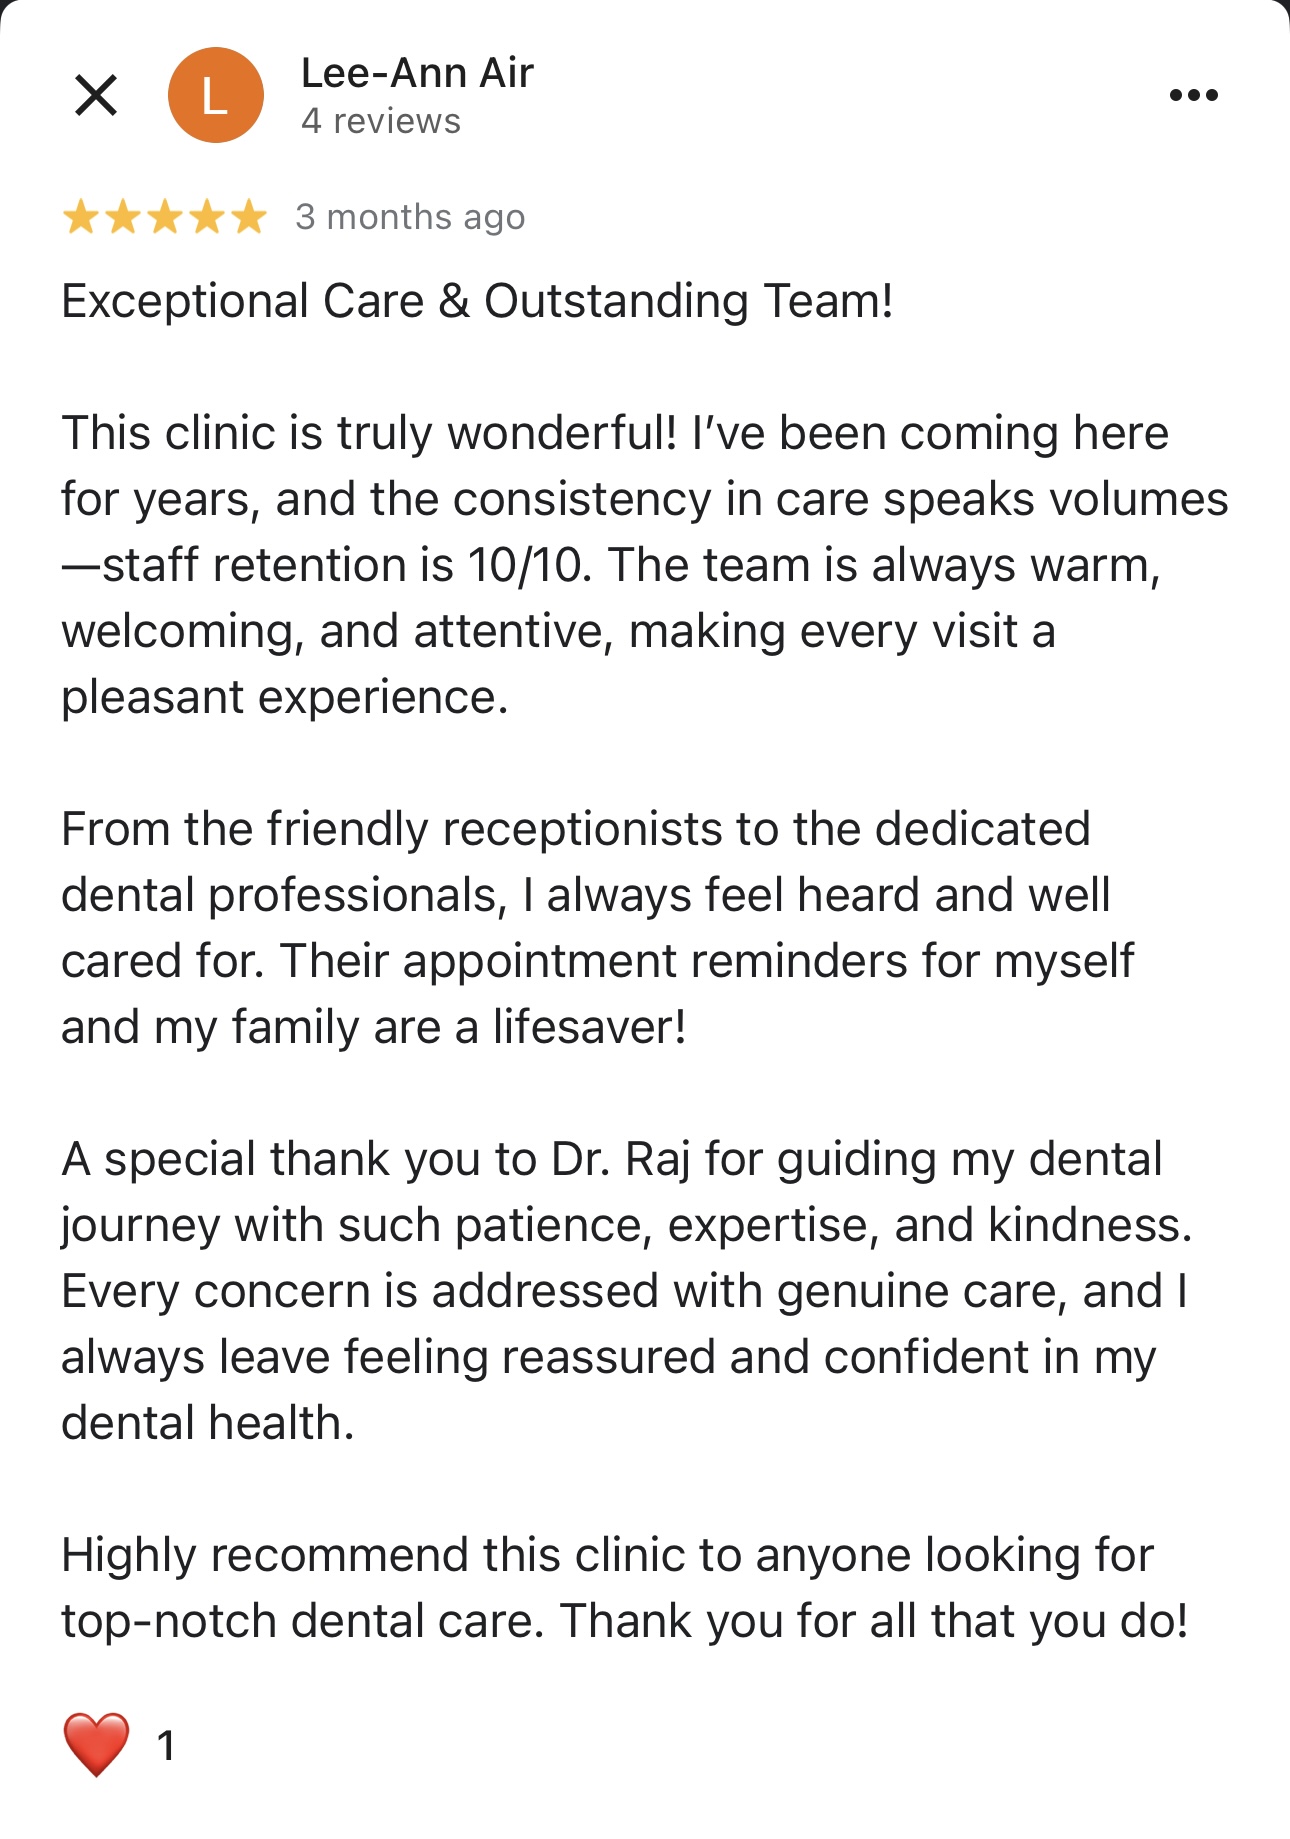 L
Lee-Ann Air
4 reviews
3 months ago
Exceptional Care & Outstanding Team!
This clinic is truly wonderful! I’ve been coming here
for years, and the consistency in care speaks volumes
—staff retention is 10/10. The team is always warm,
welcoming, and attentive, making every visit a
pleasant experience.
From the friendly receptionists to the dedicated
dental professionals, I always feel heard and well
cared for. Their appointment reminders for myself
and my family are a lifesaver!
A special thank you to Dr. Raj for guiding my dental
journey with such patience, expertise, and kindness.
Every concern is addressed with genuine care, and I
always leave feeling reassured and confident in my
dental health.
Highly recommend this clinic to anyone looking for
top-notch dental care. Thank you for all that you do!
1